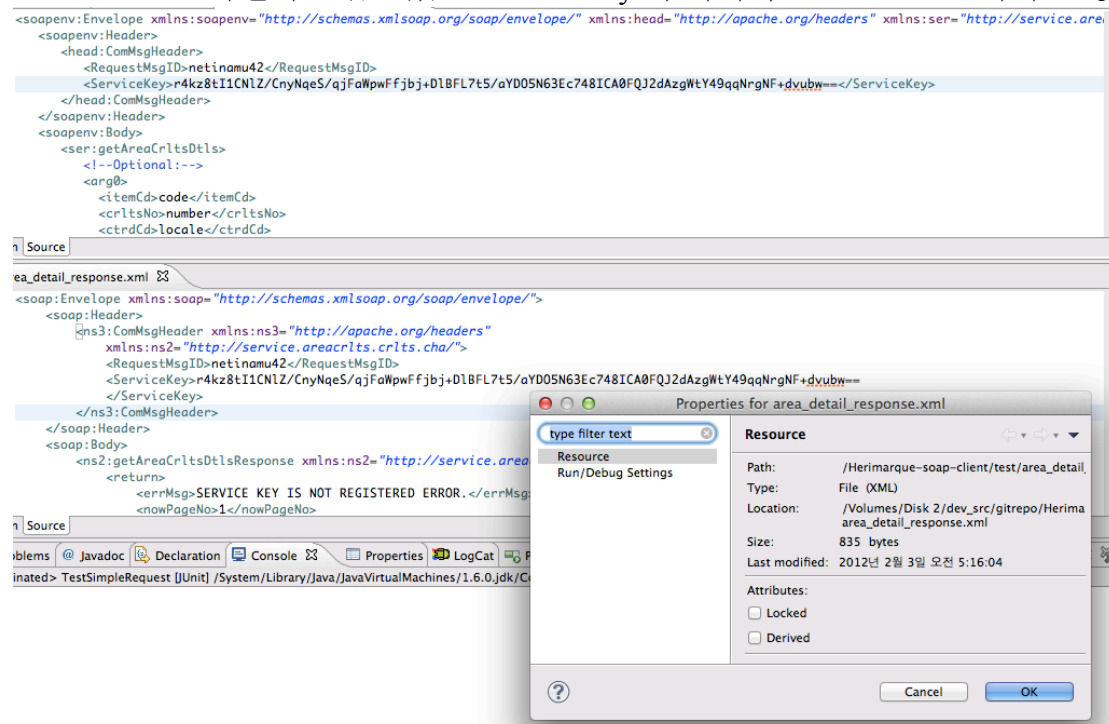 <soapenv:Envelope xmlns:soapenv="http://schemas.xmlsoap.org/soap/envelope/" xmlns:head="http://apache.org/headers" xmlns:ser="http://service.are
<soapenv:Header>
<head:ComMsgHeader>
<RequestMsgID>netinamu42</RequestMsgID>
<ServiceKey>r4kz8tI1CNlZ/CnyNqeS/qjFaWpwFfjbj+DlBFL7t5/aYDO5N63Ec748ICA0FQJ2dAzgWtY49qqNrgNF+dvubw==</ServiceKey>
</head:ComMsgHeader>
</soapenv:Header>
<soapenv:Body>
<ser:getAreaCrltsDtls>
<!--Optional:-->
<arg0>
<itemCd>code</itemCd>
<crltsNo>number</crltsNo>
<ctrdCd>locale</ctrdCd>
n Source
ea_detail_response.xml
<soap:Envelope xmlns:soap="http://schemas.xmlsoap.org/soap/envelope/">
<soap:Header>
<ns3:ComMsgHeader xmlns:ns3="http://apache.org/headers"
xmlns:ns2="http://service.areacrlts.crlts.cha/">
<RequestMsgID>netinamu42</RequestMsgID>
<ServiceKey>r4kz8tI1CNlZ/CnyNqeS/qjFaWpwFfjbj+DlBFL7t5/aYDO5N63Ec748ICA0FQJ2dAzgWtY49qqNrgNF+dvubw==
</ServiceKey>
</ns3:ComMsgHeader>
</soap:Header>
<soap:Body>
<ns2:getAreaCrltsDtlsResponse xmlns:ns2="http://service.area
<return>
<errMsg>SERVICE KEY IS NOT REGISTERED ERROR.</errMsg>
<nowPageNo>1</nowPageNo>
n Source
oblems @ Javadoc Declaration Console Properties LogCat P
inated> TestSimpleRequest [JUnit] /System/Library/Java/JavaVirtualMachines/1.6.0.jdk/Co
Properties for area_detail_response.xml
type filter text
Resource
Run/Debug Settings
Resource
Path: /Herimarque-soap-client/test/area_detail_
Type: File (XML)
Location: /Volumes/Disk 2/dev_src/gitrepo/Herima
area_detail_response.xml
Size: 835 bytes
Last modified: 2012년 2월 3일 오전 5:16:04
Attributes:
Locked
Derived
?
Cancel OK